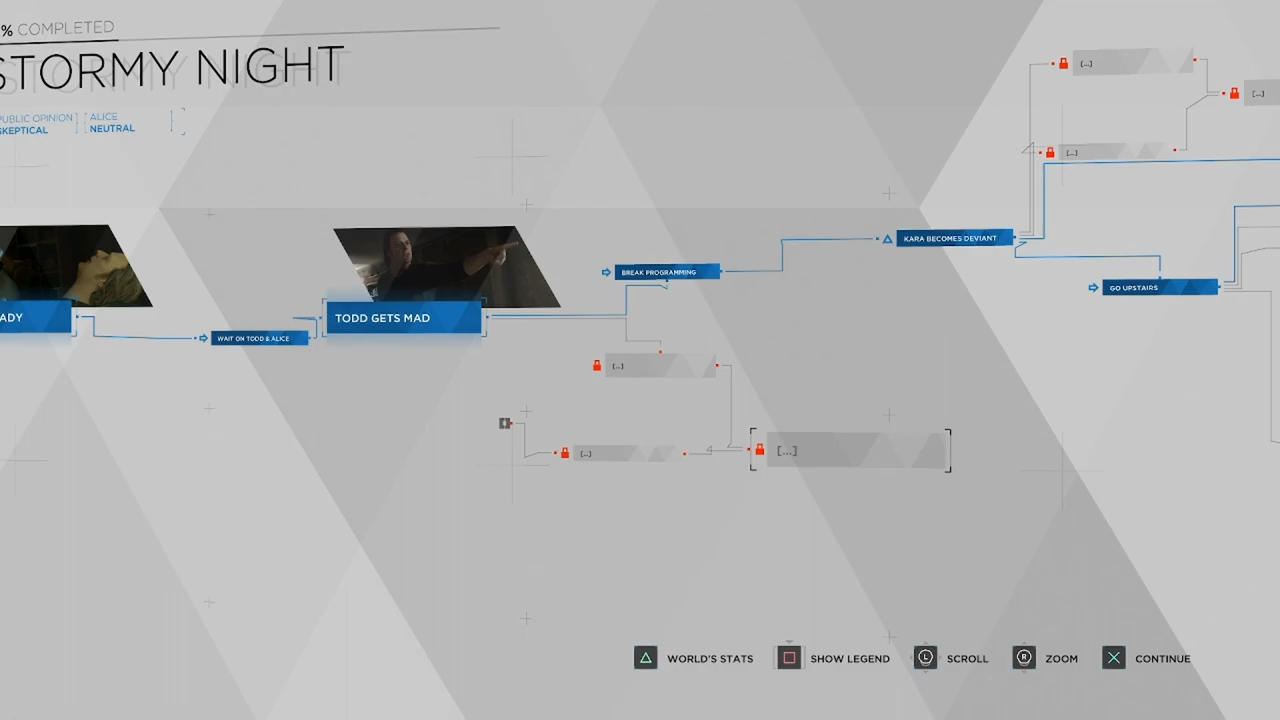 % COMPLETED
STORMY NIGHT
PUBLIC OPINION
SKEPTICAL
ALICE
NEUTRAL
[...]
[...]
[...]
KARA BECOMES DEVIANT
BREAK PROGRAMMING
GO UPSTAIRS
ADY
TODD GETS MAD
WAIT ON TODD & ALICE
[...]
[...]
[...]
WORLD'S STATS
SHOW LEGEND
L
SCROLL
R
ZOOM
CONTINUE